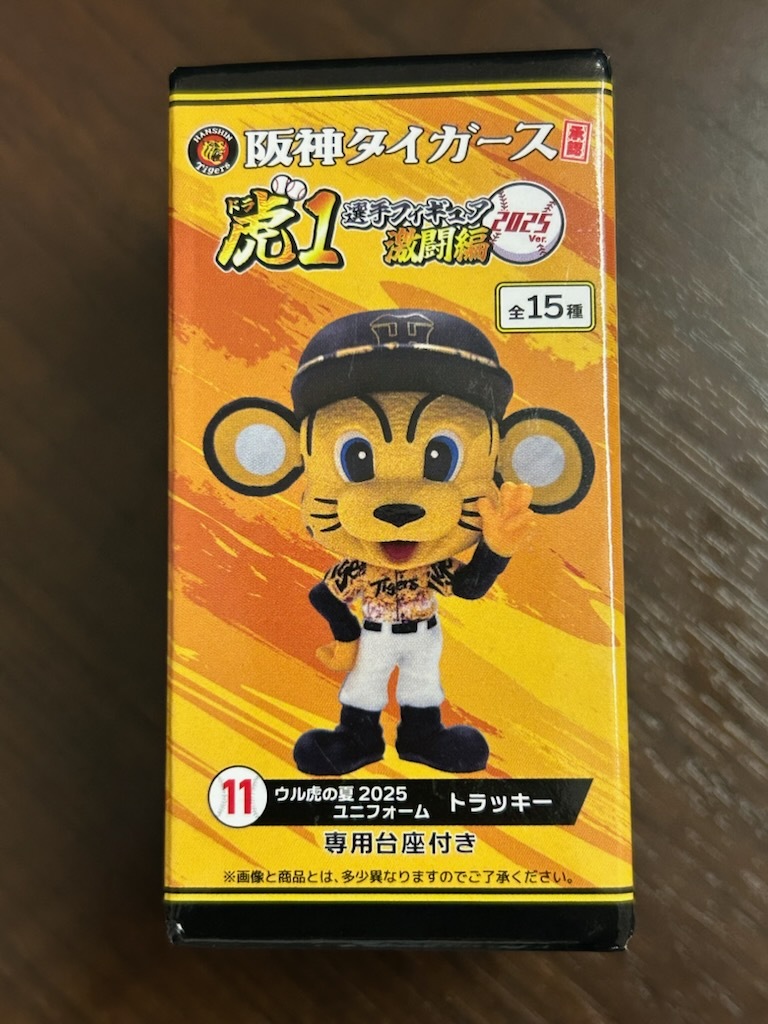 HANSHIN Tigers
阪神タイガース 承認
ドラ
虎1 選手フィギュア 激闘編 2025 Ver.
全15種
T
Tigers
11 ウル虎の夏 2025 ユニフォーム トラッキー
専用台座付き
※画像と商品とは、多少異なりますのでご了承ください。